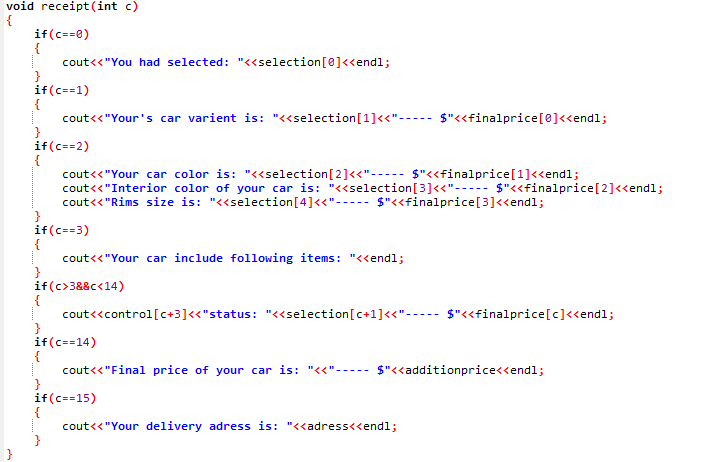 void receipt(int c)
{
    if(c==0)
    {
        cout<<"You had selected: "<<selection[0]<<endl;
    }
    if(c==1)
    {
        cout<<"Your's car varient is: "<<selection[1]<<"----- $"<<finalprice[0]<<endl;
    }
    if(c==2)
    {
        cout<<"Your car color is: "<<selection[2]<<"----- $"<<finalprice[1]<<endl;
        cout<<"Interior color of your car is: "<<selection[3]<<"----- $"<<finalprice[2]<<endl;
        cout<<"Rims size is: "<<selection[4]<<"----- $"<<finalprice[3]<<endl;
    }
    if(c==3)
    {
        cout<<"Your car include following items: "<<endl;
    }
    if(c>3&&c<14)
    {
        cout<<control[c+3]<<"status: "<<selection[c+1]<<"----- $"<<finalprice[c]<<endl;
    }
    if(c==14)
    {
        cout<<"Final price of your car is: "<<"----- $"<<additionprice<<endl;
    }
    if(c==15)
    {
        cout<<"Your delivery adress is: "<<adress<<endl;
    }
}